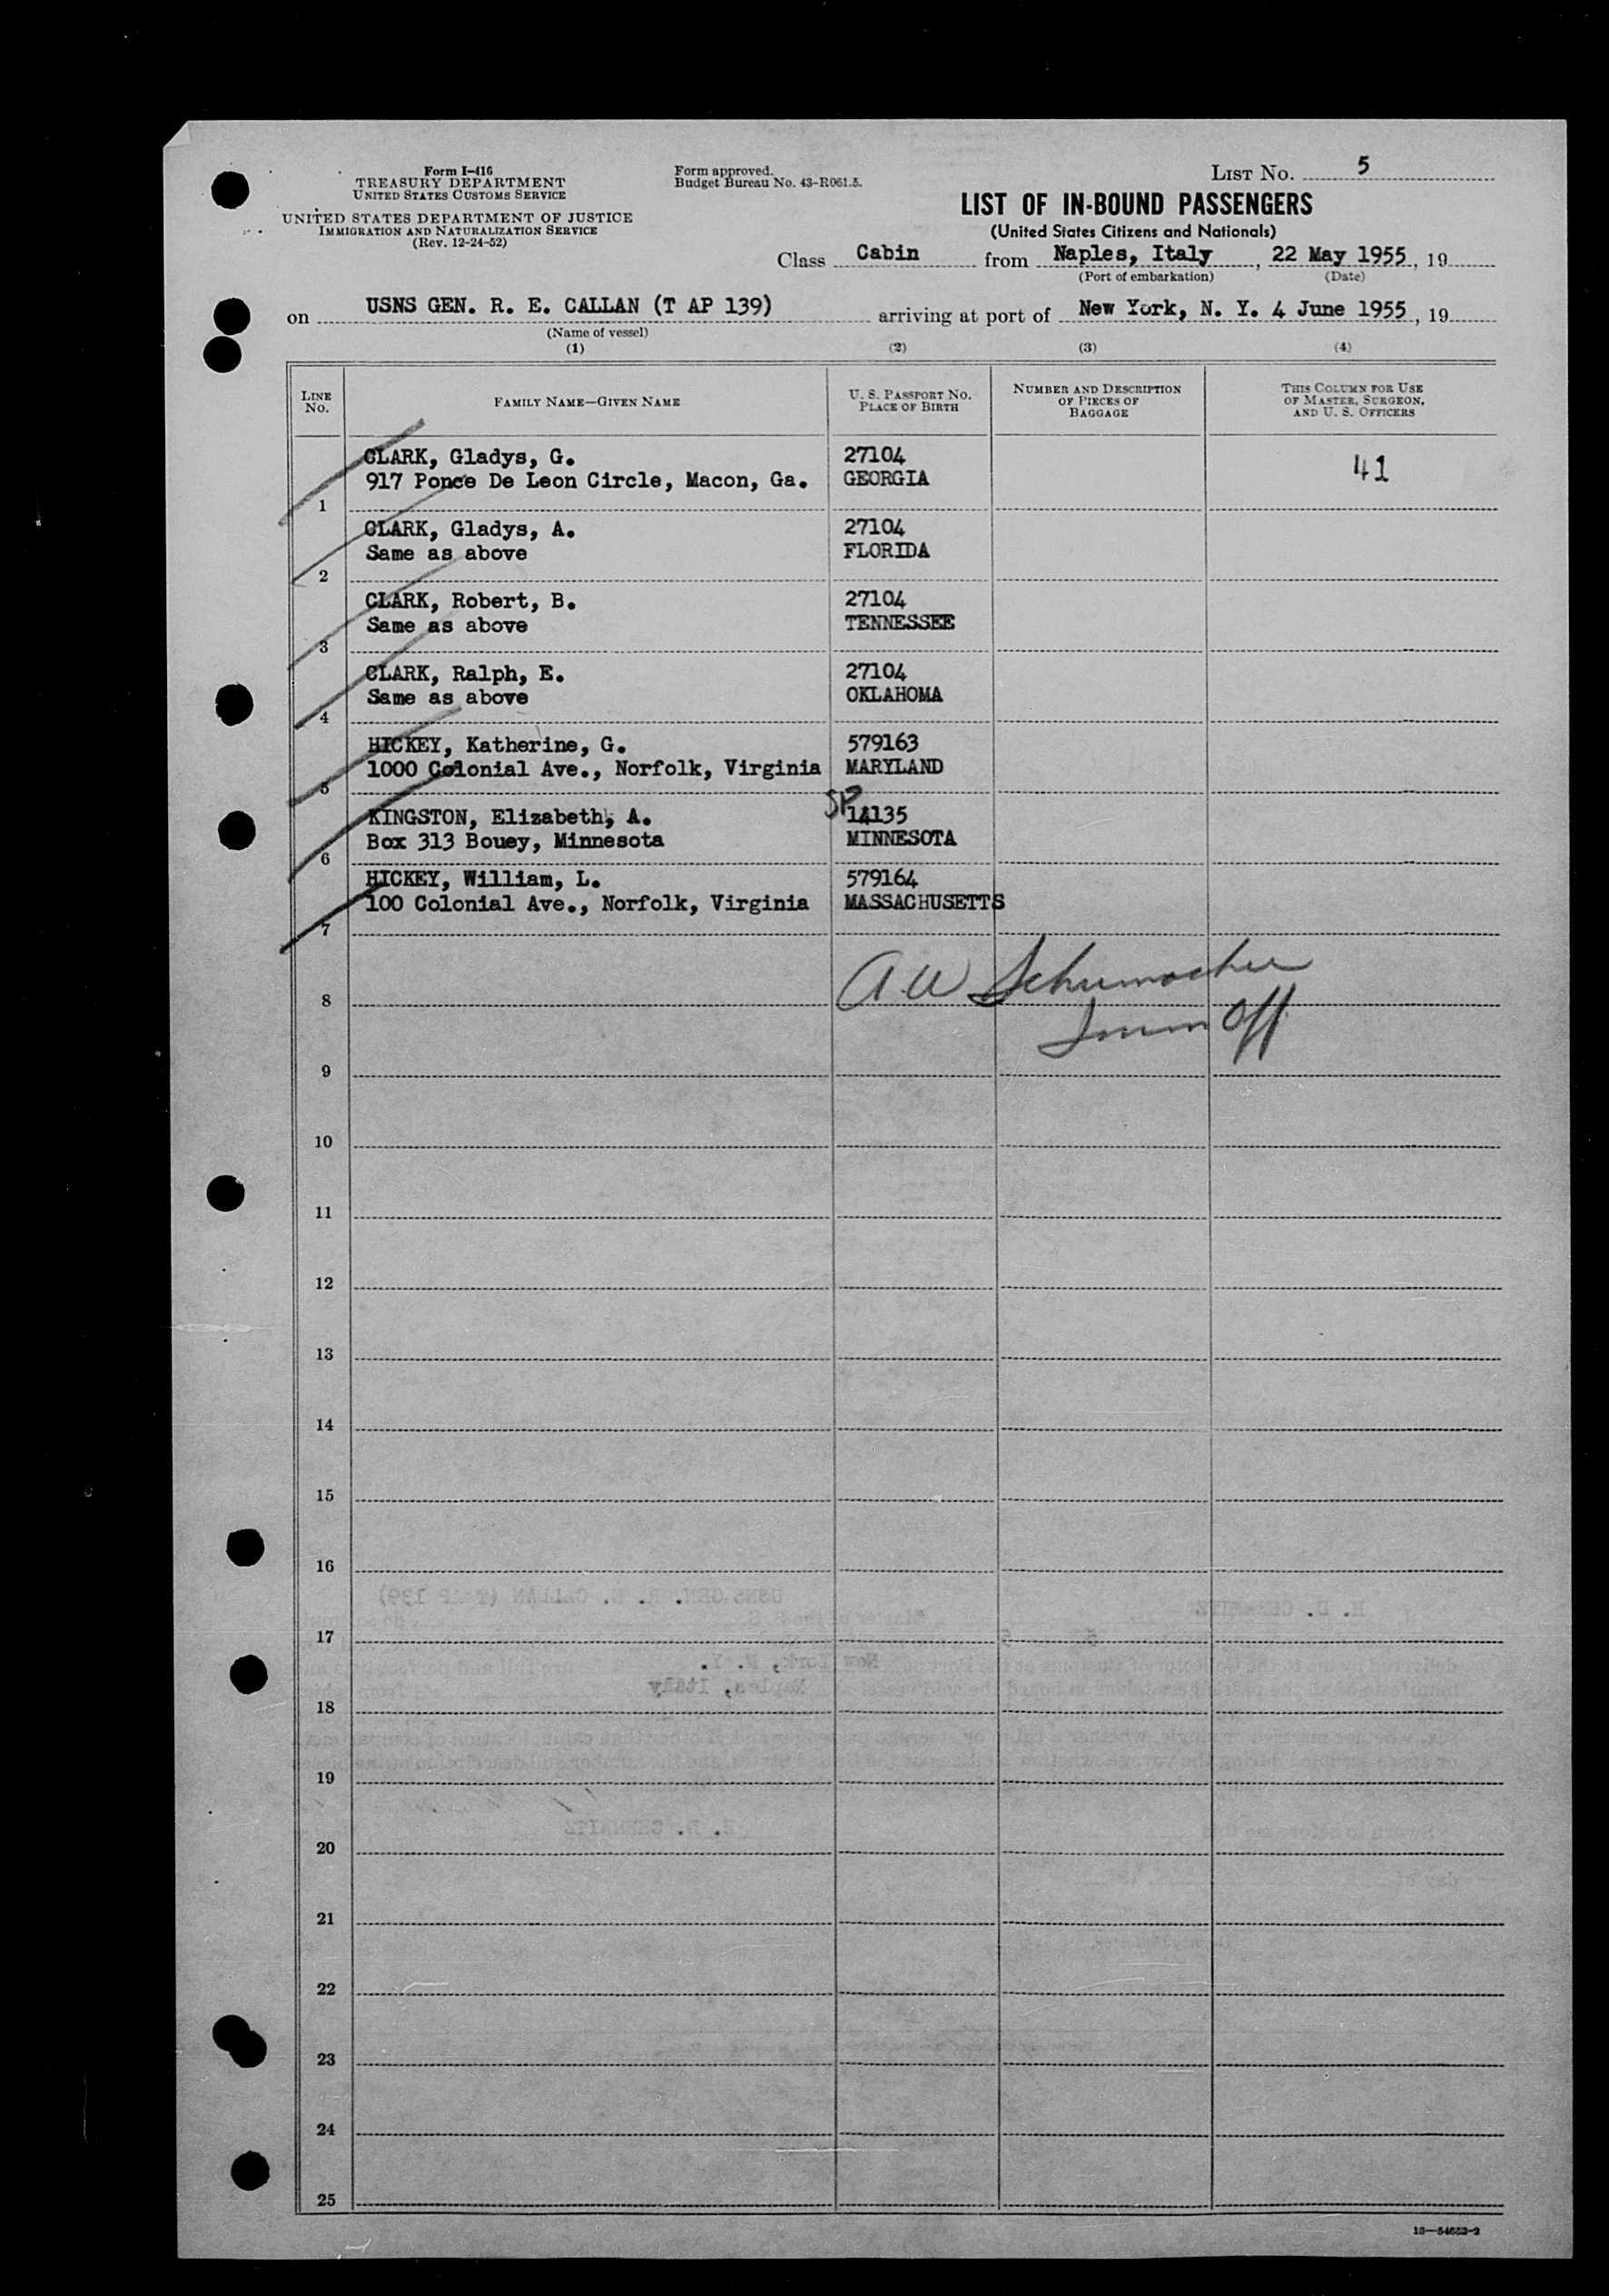 Form I-416
TREASURY DEPARTMENT
UNITED STATES CUSTOMS SERVICE
UNITED STATES DEPARTMENT OF JUSTICE
IMMIGRATION AND NATURALIZATION SERVICE
(Rev. 12-24-52)
Form approved.
Budget Bureau No. 43-R061.5.
LIST No. 5
LIST OF IN-BOUND PASSENGERS
(United States Citizens and Nationals)
Class Cabin from Naples, Italy, 22 May 1955, 19
(Port of embarkation) (Date)
on USNS GEN. R. E. CALLAN (T AP 139) arriving at port of New York, N. Y. 4 June 1955, 19
(Name of vessel)
(1) (2) (3) (4)
LINE No. FAMILY NAME—GIVEN NAME U. S. PASSPORT No. PLACE OF BIRTH NUMBER AND DESCRIPTION OF PIECES OF BAGGAGE THIS COLUMN FOR USE OF MASTER, SURGEON, AND U. S. OFFICERS
CLARK, Gladys, G. 27104 41
917 Ponce De Leon Circle, Macon, Ga. GEORGIA
1
CLARK, Gladys, A. 27104
Same as above FLORIDA
2
CLARK, Robert, B. 27104
Same as above TENNESSEE
3
CLARK, Ralph, E. 27104
Same as above OKLAHOMA
4
HICKEY, Katherine, G. 579163
1000 Colonial Ave., Norfolk, Virginia MARYLAND
5
KINGSTON, Elizabeth, A. SP 14135
Box 313 Bouey, Minnesota MINNESOTA
6
HICKEY, William, L. 579164
100 Colonial Ave., Norfolk, Virginia MASSACHUSETTS
7
A W Schumacher
8
Imm Off
9
10
11
12
13
14
15
16
17
18
19
20
21
22
23
24
25
16—54652-2